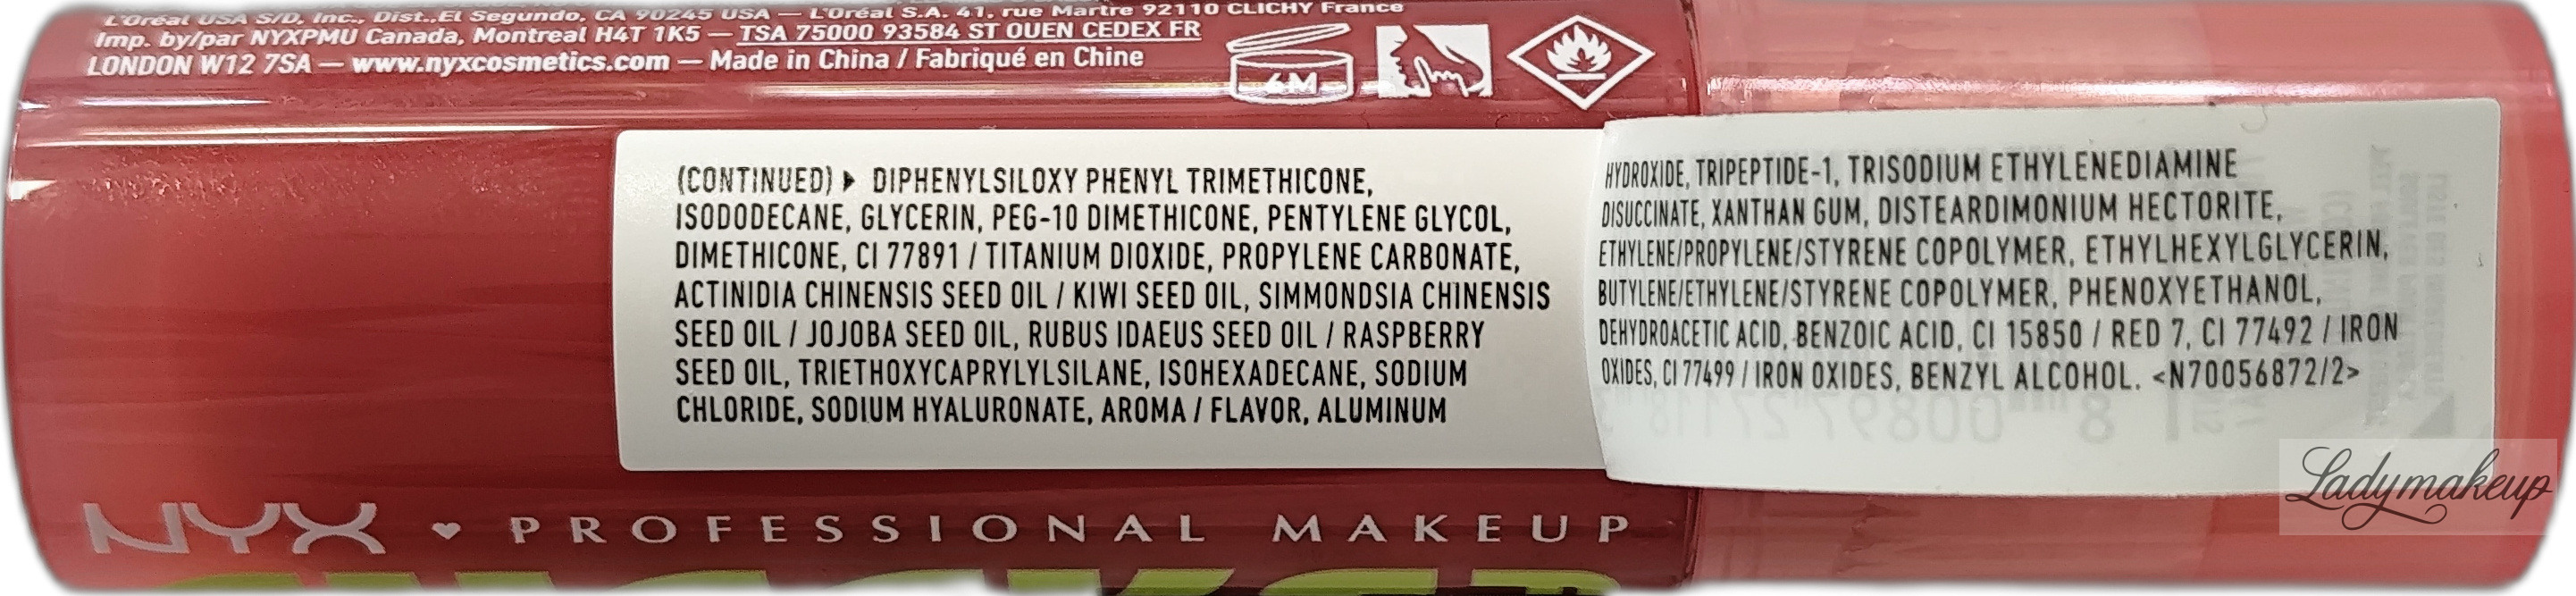 L'Oréal USA S/D, Inc., Dist., El Segundo, CA 90245 USA — L'Oréal S.A. 41, rue Martre 92110 CLICHY France
Imp. by/par NYXPMU Canada, Montreal H4T 1K5 — TSA 75000 93584 ST OUEN CEDEX FR
LONDON W12 7SA — www.nyxcosmetics.com — Made in China / Fabriqué en Chine
6M
(CONTINUED) ▶ DIPHENYLSILOXY PHENYL TRIMETHICONE,
ISODODECANE, GLYCERIN, PEG-10 DIMETHICONE, PENTYLENE GLYCOL,
DIMETHICONE, CI 77891 / TITANIUM DIOXIDE, PROPYLENE CARBONATE,
ACTINIDIA CHINENSIS SEED OIL / KIWI SEED OIL, SIMMONDSIA CHINENSIS
SEED OIL / JOJOBA SEED OIL, RUBUS IDAEUS SEED OIL / RASPBERRY
SEED OIL, TRIETHOXYCAPRYLYLSILANE, ISOHEXADECANE, SODIUM
CHLORIDE, SODIUM HYALURONATE, AROMA / FLAVOR, ALUMINUM
HYDROXIDE, TRIPEPTIDE-1, TRISODIUM ETHYLENEDIAMINE
DISUCCINATE, XANTHAN GUM, DISTEARDIMONIUM HECTORITE,
ETHYLENE/PROPYLENE/STYRENE COPOLYMER, ETHYLHEXYLGLYCERIN,
BUTYLENE/ETHYLENE/STYRENE COPOLYMER, PHENOXYETHANOL,
DEHYDROACETIC ACID, BENZOIC ACID, CI 15850 / RED 7, CI 77492 / IRON
OXIDES, CI 77499 / IRON OXIDES, BENZYL ALCOHOL. <N70056872/2>
NYX PROFESSIONAL MAKEUP
Ladymakeup